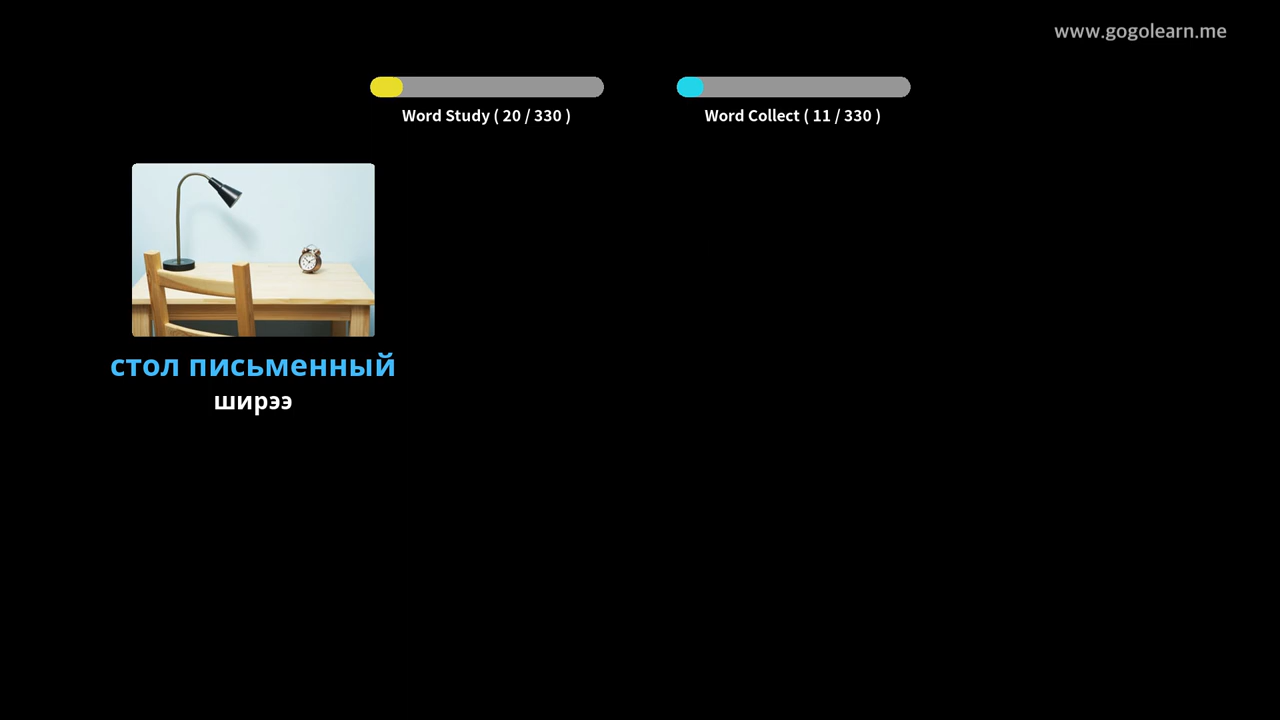 www.gogolearn.me
Word Study ( 20 / 330 )
Word Collect ( 11 / 330 )
стол письменный
ширээ